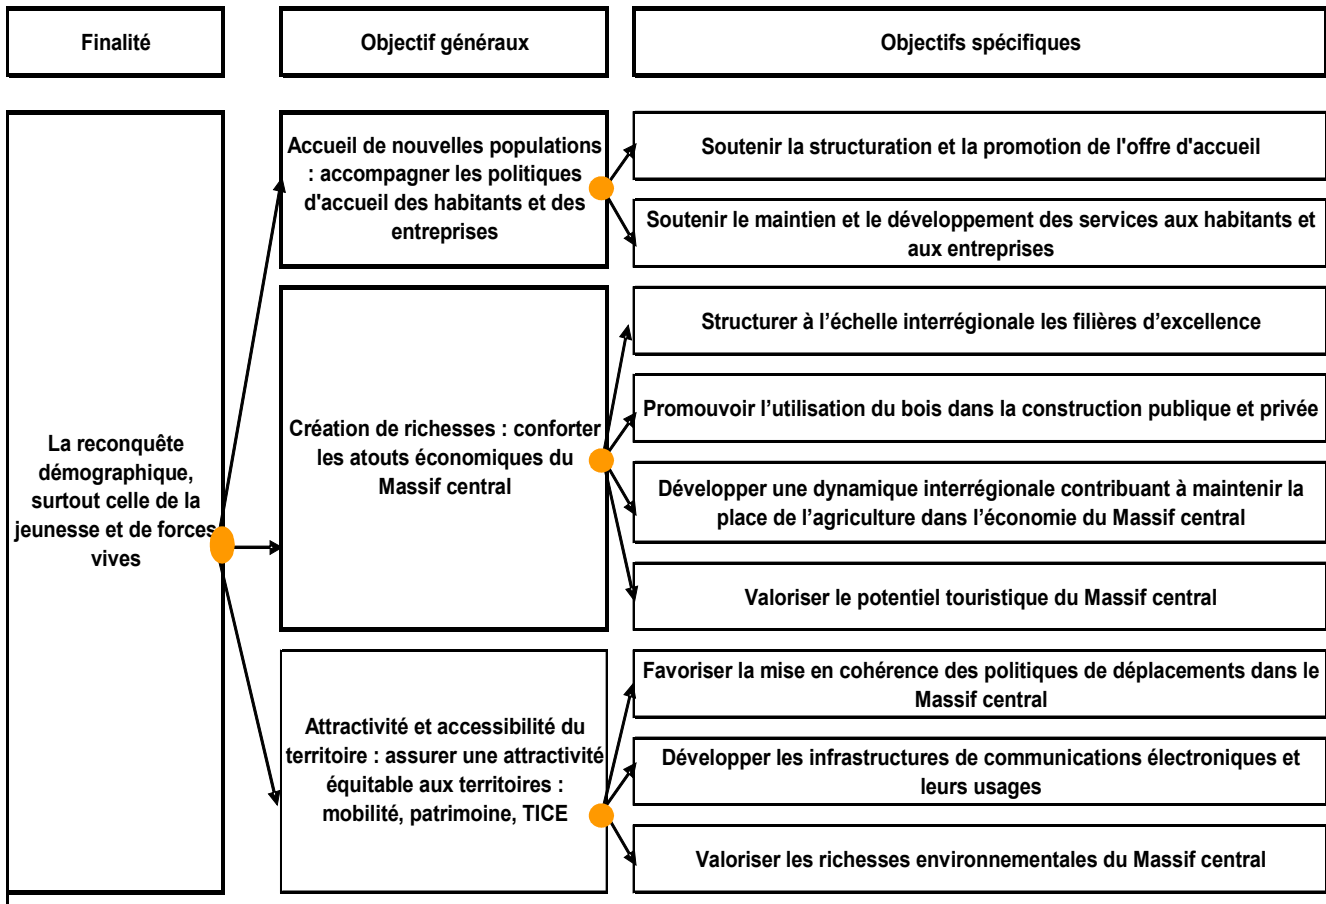 Finalité
Objectif généraux
Objectifs spécifiques
La reconquête
démographique,
surtout celle de la
jeunesse et de forces
vives
Accueil de nouvelles populations
: accompagner les politiques
d'accueil des habitants et des
entreprises
Soutenir la structuration et la promotion de l'offre d'accueil
Soutenir le maintien et le développement des services aux habitants et
aux entreprises
Création de richesses : conforter
les atouts économiques du
Massif central
Structurer à l’échelle interrégionale les filières d’excellence
Promouvoir l’utilisation du bois dans la construction publique et privée
Développer une dynamique interrégionale contribuant à maintenir la
place de l’agriculture dans l’économie du Massif central
Valoriser le potentiel touristique du Massif central
Attractivité et accessibilité du
territoire : assurer une attractivité
équitable aux territoires :
mobilité, patrimoine, TICE
Favoriser la mise en cohérence des politiques de déplacements dans le
Massif central
Développer les infrastructures de communications électroniques et
leurs usages
Valoriser les richesses environnementales du Massif central